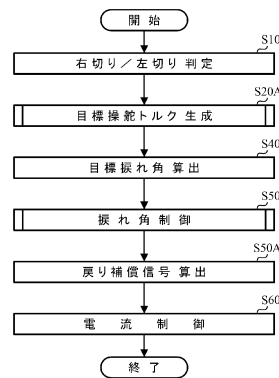 開始
S10
右切り／左切り 判定
S20A
目標操舵トルク 生成
S40
目標捩れ角 算出
S50
捩れ角制御
S50A
戻り補償信号 算出
S60
電流制御
終了